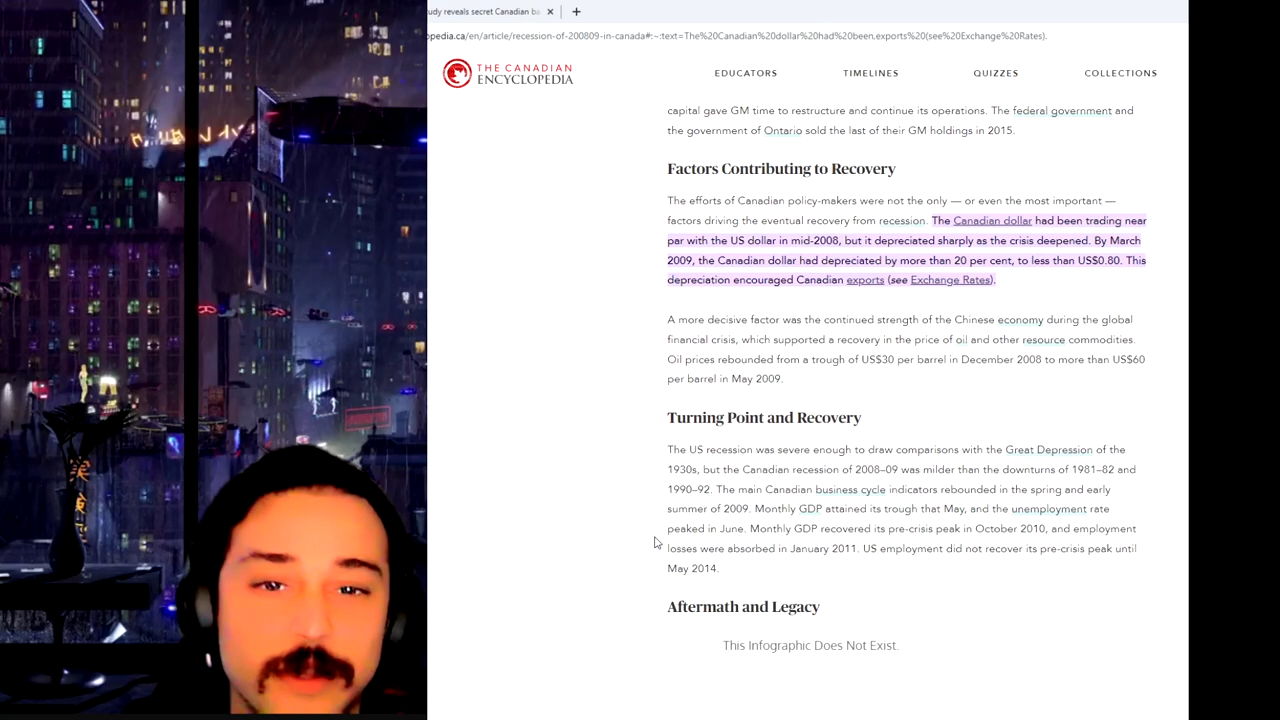 udy reveals secret Canadian ba
opedia.ca/en/article/recession-of-200809-in-canada#:~:text=The%20Canadian%20dollar%20had%20been,exports%20(see%20Exchange%20Rates).
THE CANADIAN
ENCYCLOPEDIA
EDUCATORS TIMELINES QUIZZES COLLECTIONS
capital gave GM time to restructure and continue its operations. The federal government and
the government of Ontario sold the last of their GM holdings in 2015.
Factors Contributing to Recovery
The efforts of Canadian policy-makers were not the only — or even the most important —
factors driving the eventual recovery from recession. The Canadian dollar had been trading near
par with the US dollar in mid-2008, but it depreciated sharply as the crisis deepened. By March
2009, the Canadian dollar had depreciated by more than 20 per cent, to less than US$0.80. This
depreciation encouraged Canadian exports (see Exchange Rates).
A more decisive factor was the continued strength of the Chinese economy during the global
financial crisis, which supported a recovery in the price of oil and other resource commodities.
Oil prices rebounded from a trough of US$30 per barrel in December 2008 to more than US$60
per barrel in May 2009.
Turning Point and Recovery
The US recession was severe enough to draw comparisons with the Great Depression of the
1930s, but the Canadian recession of 2008–09 was milder than the downturns of 1981–82 and
1990–92. The main Canadian business cycle indicators rebounded in the spring and early
summer of 2009. Monthly GDP attained its trough that May, and the unemployment rate
peaked in June. Monthly GDP recovered its pre-crisis peak in October 2010, and employment
losses were absorbed in January 2011. US employment did not recover its pre-crisis peak until
May 2014.
Aftermath and Legacy
This Infographic Does Not Exist.